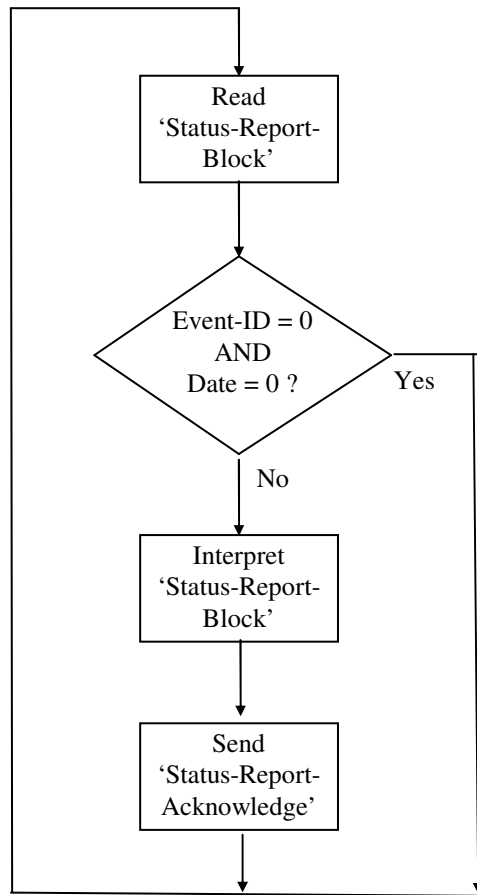 Read
‘Status-Report-
Block’
Event-ID = 0
AND
Date = 0 ?
Yes
No
Interpret
‘Status-Report-
Block’
Send
‘Status-Report-
Acknowledge’